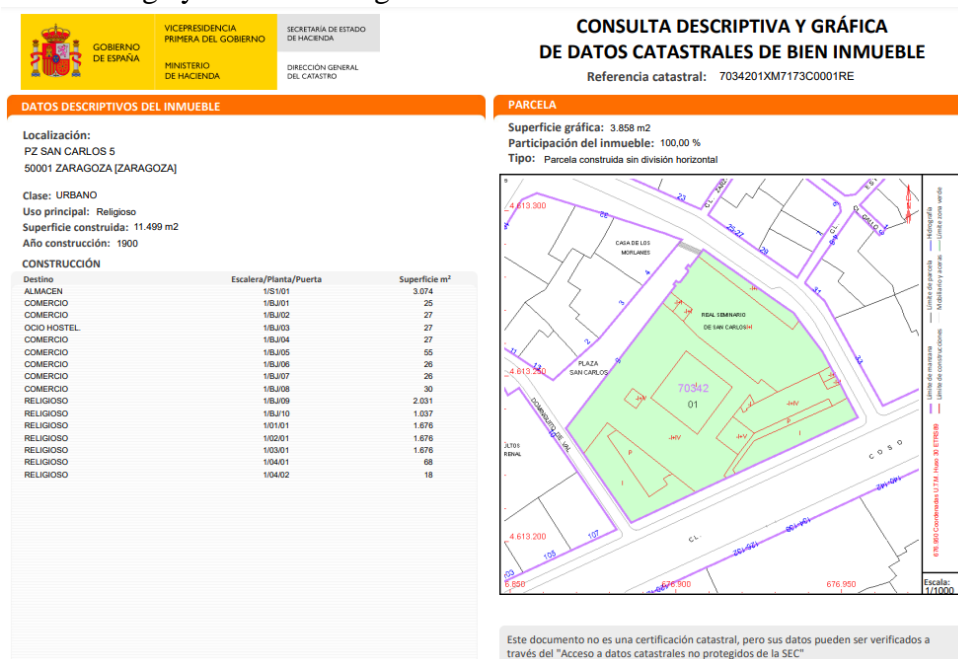 GOBIERNO
DE ESPAÑA
VICEPRESIDENCIA
PRIMERA DEL GOBIERNO
MINISTERIO
DE HACIENDA
SECRETARÍA DE ESTADO
DE HACIENDA
DIRECCIÓN GENERAL
DEL CATASTRO
CONSULTA DESCRIPTIVA Y GRÁFICA
DE DATOS CATASTRALES DE BIEN INMUEBLE
Referencia catastral: 7034201XM7173C0001RE
DATOS DESCRIPTIVOS DEL INMUEBLE
Localización:
PZ SAN CARLOS 5
50001 ZARAGOZA [ZARAGOZA]
Clase: URBANO
Uso principal: Religioso
Superficie construida: 11.499 m2
Año construcción: 1900
CONSTRUCCIÓN
Destino Escalera/Planta/Puerta Superficie m²
ALMACEN 1/S1/01 3.074
COMERCIO 1/BJ/01 25
COMERCIO 1/BJ/02 27
OCIO HOSTEL. 1/BJ/03 27
COMERCIO 1/BJ/04 27
COMERCIO 1/BJ/05 55
COMERCIO 1/BJ/06 26
COMERCIO 1/BJ/07 26
COMERCIO 1/BJ/08 30
RELIGIOSO 1/BJ/09 2.031
RELIGIOSO 1/BJ/10 1.037
RELIGIOSO 1/01/01 1.676
RELIGIOSO 1/02/01 1.676
RELIGIOSO 1/03/01 1.676
RELIGIOSO 1/04/01 68
RELIGIOSO 1/04/02 18
PARCELA
Superficie gráfica: 3.858 m2
Participación del inmueble: 100,00 %
Tipo: Parcela construida sin división horizontal
4.613.300
CASA DE LOS
MORLANES
REAL SEMINARIO
DE SAN CARLOS
PLAZA
SAN CARLOS
4.613.250
70342
01
DOMINGUITO DE VAL
COSO
CL.
4.613.200
676.900
676.950
Hidrografía
Límite zona verde
Límite de parcela
Mobiliario y aceras
Límite de manzana
Límite de construcciones
676.950 Coordenadas U.T.M. Huso 30 ETRS89
Escala:
1/1000
Este documento no es una certificación catastral, pero sus datos pueden ser verificados a
través del "Acceso a datos catastrales no protegidos de la SEC"